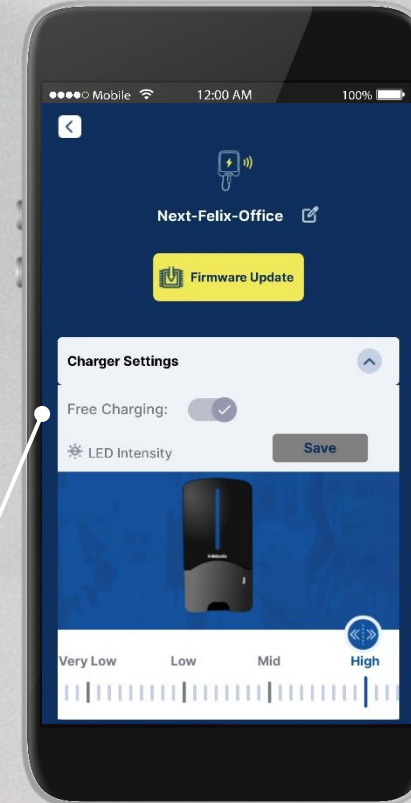 Mobile 12:00 AM 100%
Next-Felix-Office
Firmware Update
Charger Settings
Free Charging:
LED Intensity Save
Very Low Low Mid High